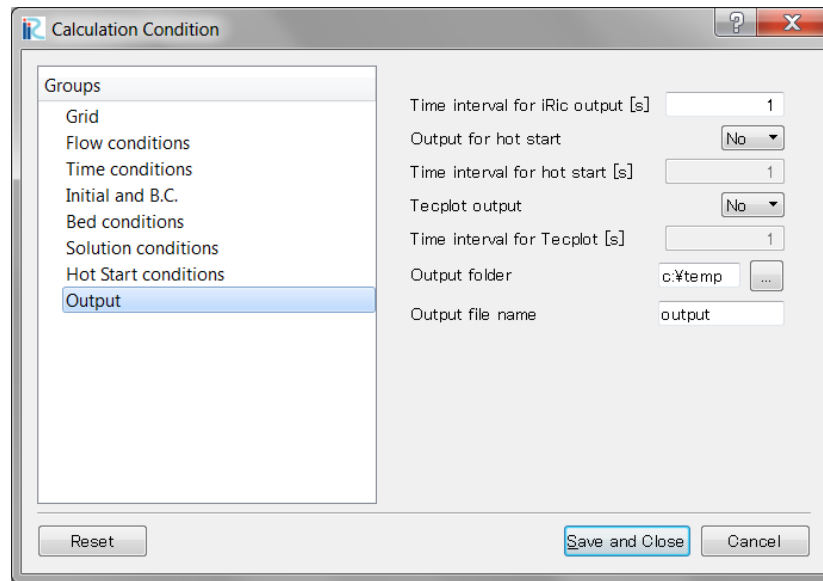 iRiC Calculation Condition
Groups
Grid
Flow conditions
Time conditions
Initial and B.C.
Bed conditions
Solution conditions
Hot Start conditions
Output
Time interval for iRic output [s] 1
Output for hot start No
Time interval for hot start [s] 1
Tecplot output No
Time interval for Tecplot [s] 1
Output folder c:¥temp ...
Output file name output
Reset Save and Close Cancel